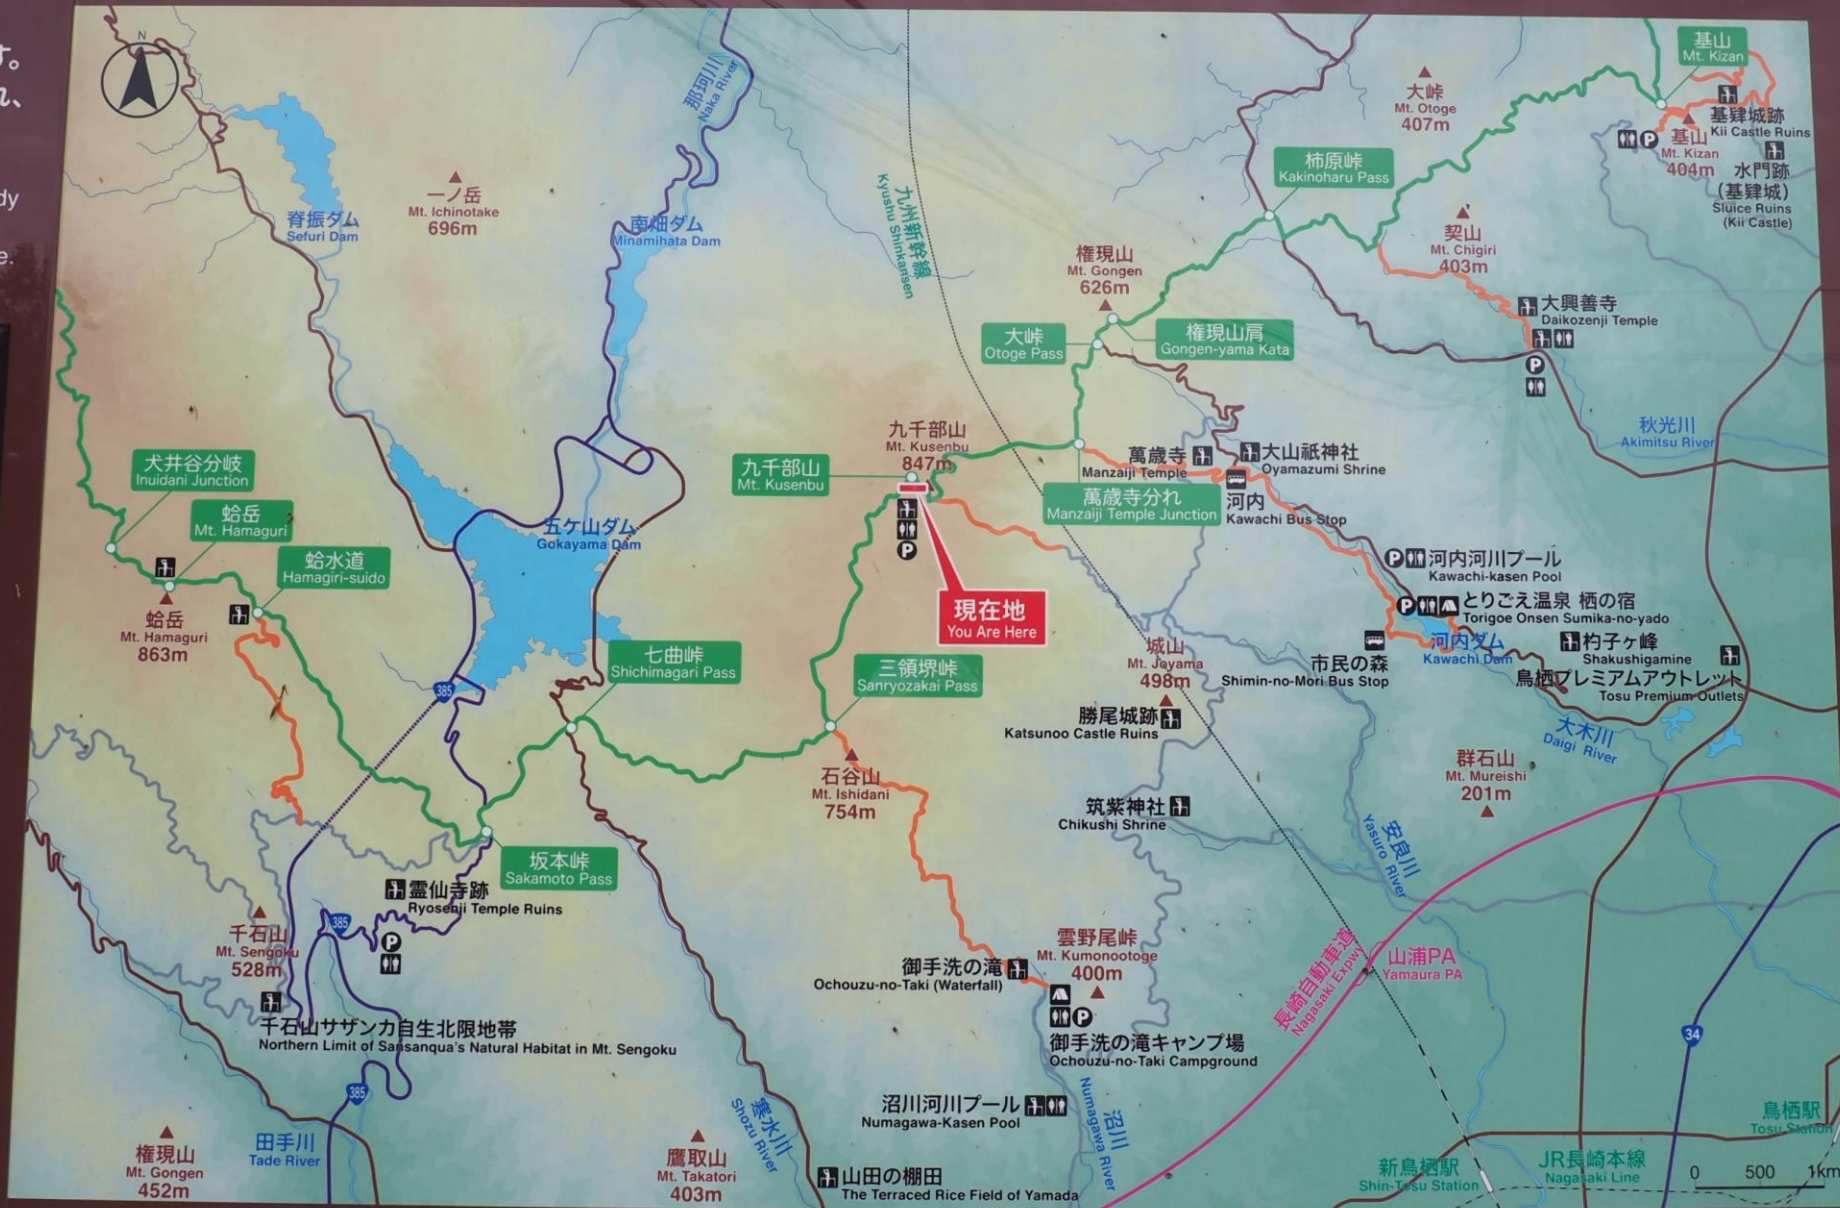 す。
れ、
dy
e.
N
那珂川
Naka River
基山
Mt. Kizan
大峠
Mt. Otoge
407m
基肄城跡
Kii Castle Ruins
P
基山
Mt. Kizan
404m
水門跡
(基肄城)
Sluice Ruins
(Kii Castle)
柿原峠
Kakinoharu Pass
一ノ岳
Mt. Ichinotake
696m
脊振ダム
Sefuri Dam
南畑ダム
Minamihata Dam
九州新幹線
Kyushu Shinkansen
契山
Mt. Chigiri
403m
権現山
Mt. Gongen
626m
大興善寺
Daikozenji Temple
P
大峠
Otoge Pass
権現山肩
Gongen-yama Kata
秋光川
Akimitsu River
九千部山
Mt. Kusenbu
847m
九千部山
Mt. Kusenbu
P
萬歳寺
Manzaiji Temple
大山祇神社
Oyamazumi Shrine
萬歳寺分れ
Manzaiji Temple Junction
河内
Kawachi Bus Stop
犬井谷分岐
Inuidani Junction
蛤岳
Mt. Hamaguri
蛤水道
Hamagiri-suido
五ケ山ダム
Gokayama Dam
P
河内河川プール
Kawachi-kasen Pool
P
とりごえ温泉 栖の宿
Torigoe Onsen Sumika-no-yado
現在地
You Are Here
蛤岳
Mt. Hamaguri
863m
河内ダム
Kawachi Dam
杓子ヶ峰
Shakushigamine
市民の森
Shimin-no-Mori Bus Stop
鳥栖プレミアムアウトレット
Tosu Premium Outlets
城山
Mt. Joyama
498m
七曲峠
Shichimagari Pass
三領堺峠
Sanryozakai Pass
385
勝尾城跡
Katsunoo Castle Ruins
大木川
Daigi River
群石山
Mt. Mureishi
201m
石谷山
Mt. Ishidani
754m
筑紫神社
Chikushi Shrine
安良川
Yasuro River
坂本峠
Sakamoto Pass
霊仙寺跡
Ryosenji Temple Ruins
385
P
千石山
Mt. Sengoku
528m
千石山サザンカ自生北限地帯
Northern Limit of Sansanqua's Natural Habitat in Mt. Sengoku
385
御手洗の滝
Ochouzu-no-Taki (Waterfall)
雲野尾峠
Mt. Kumonootoge
400m
P
御手洗の滝キャンプ場
Ochouzu-no-Taki Campground
長崎自動車道
Nagasaki Expwy
山浦PA
Yamaura PA
34
沼川河川プール
Numagawa-Kasen Pool
沼川
Numagawa River
寒水川
Shozu River
田手川
Tade River
権現山
Mt. Gongen
452m
鷹取山
Mt. Takatori
403m
山田の棚田
The Terraced Rice Field of Yamada
新鳥栖駅
Shin-Tosu Station
JR長崎本線
Nagasaki Line
鳥栖駅
Tosu Station
0 500 1km